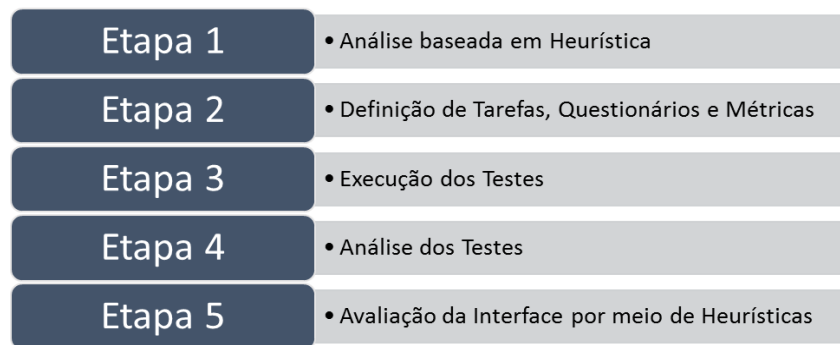 Etapa 1
• Análise baseada em Heurística
Etapa 2
• Definição de Tarefas, Questionários e Métricas
Etapa 3
• Execução dos Testes
Etapa 4
• Análise dos Testes
Etapa 5
• Avaliação da Interface por meio de Heurísticas